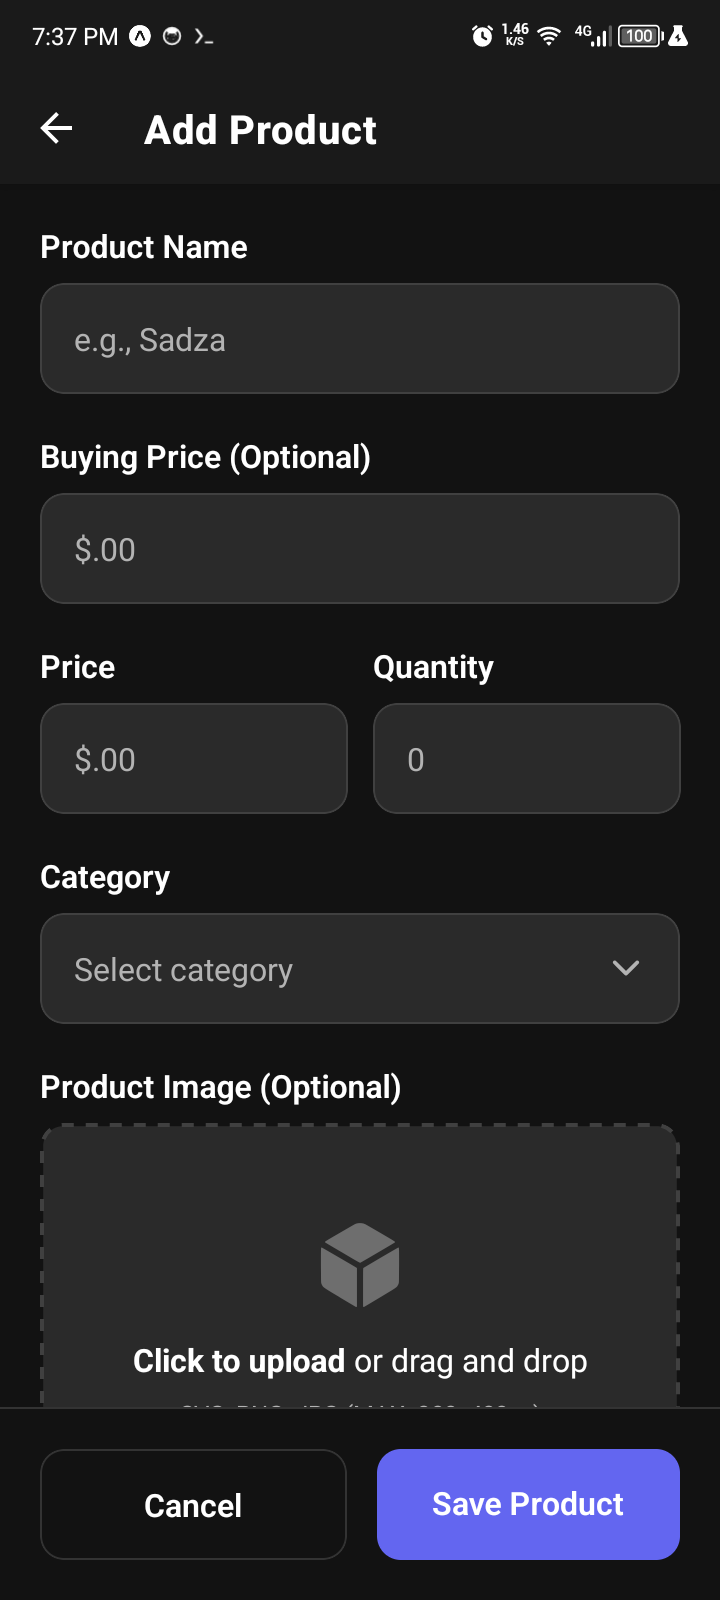 7:37 PM 1.46 K/S 4G 100
Add Product
Product Name
e.g., Sadza
Buying Price (Optional)
$.00
Price Quantity
$.00 0
Category
Select category
Product Image (Optional)
Click to upload or drag and drop
Cancel Save Product